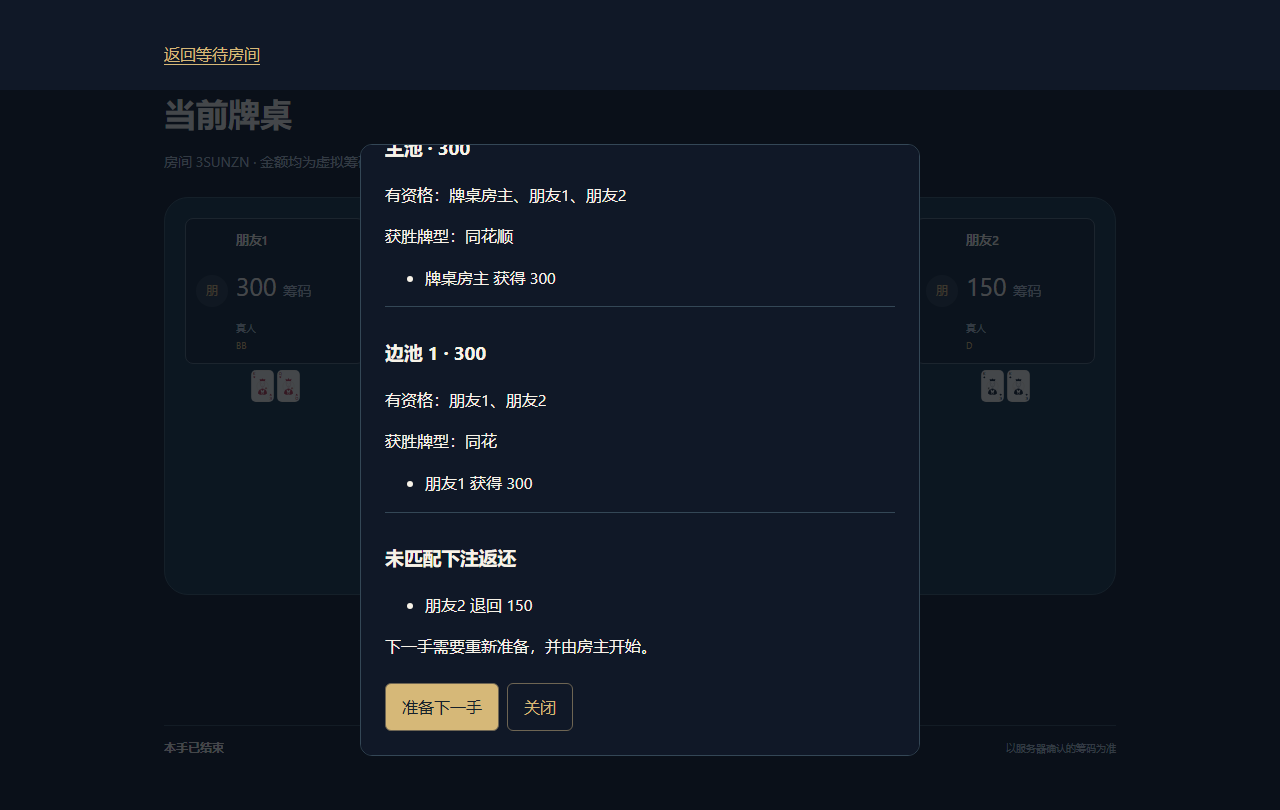 返回等待房间
当前牌桌
房间 3SUNZN · 金额均为虚拟筹
主池 · 300
有资格：牌桌房主、朋友1、朋友2
获胜牌型：同花顺
牌桌房主 获得 300
边池 1 · 300
有资格：朋友1、朋友2
获胜牌型：同花
朋友1 获得 300
未匹配下注返还
朋友2 退回 150
下一手需要重新准备，并由房主开始。
准备下一手
关闭
朋友1
朋
300 筹码
真人
BB
朋友2
朋
150 筹码
真人
D
本手已结束
以服务器确认的筹码为准